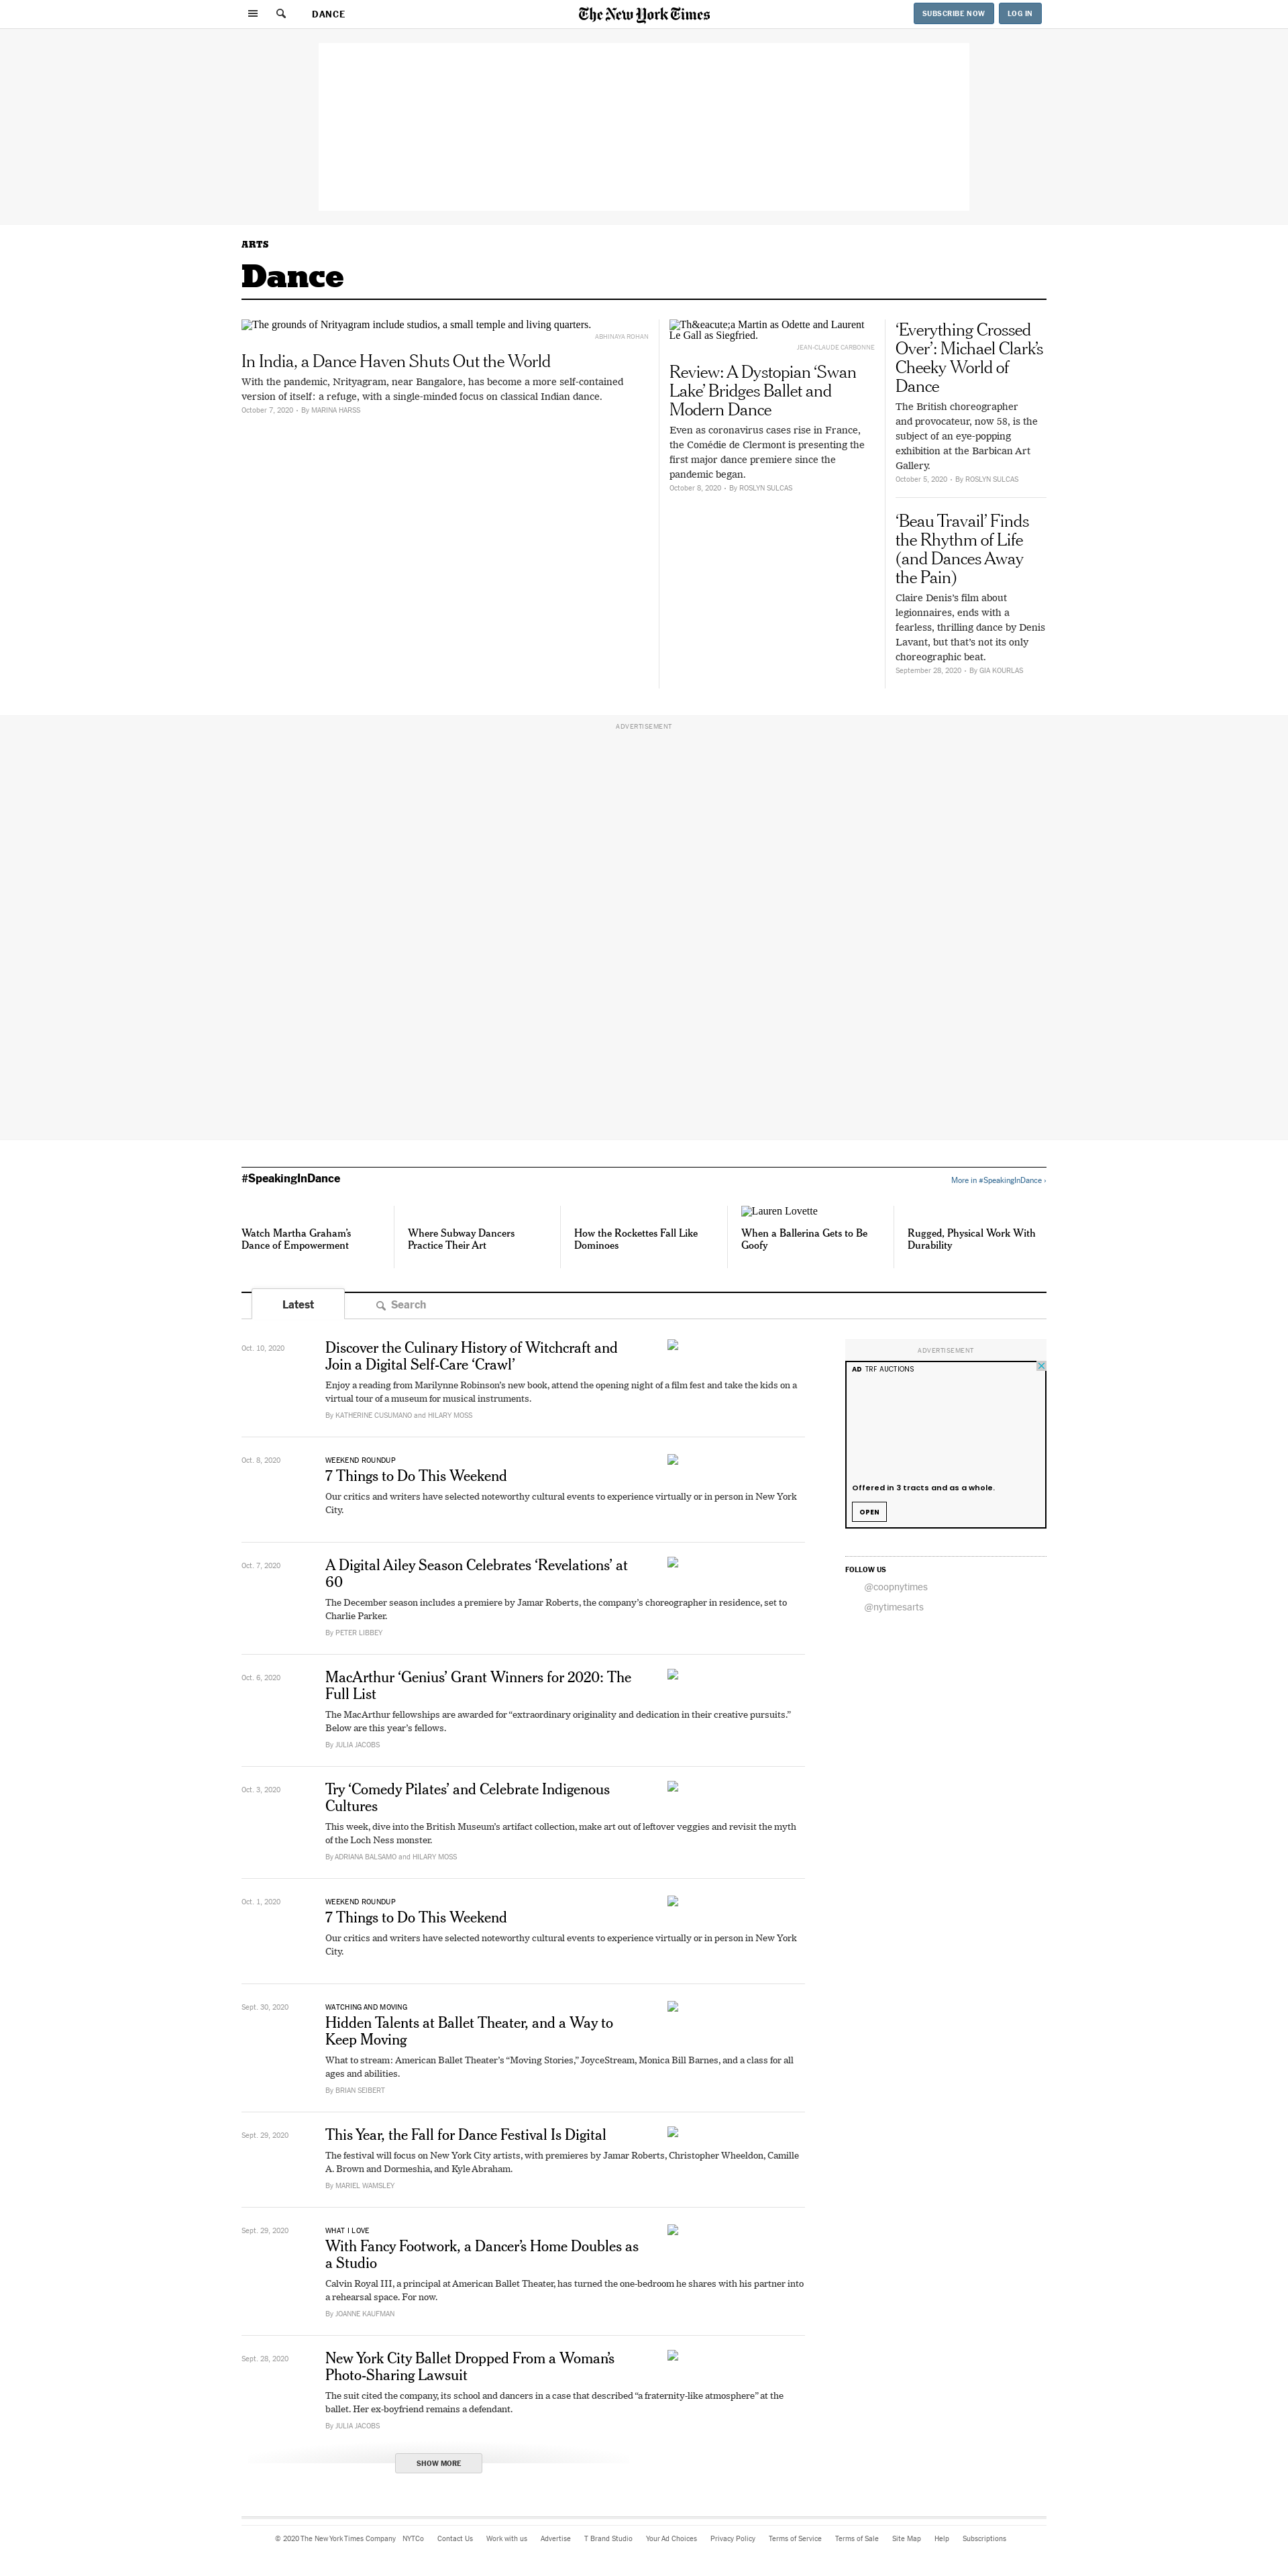 DANCE
The New York Times
SUBSCRIBE NOW
LOG IN
ARTS
Dance
The grounds of Nrityagram include studios, a small temple and living quarters.
ABHINAYA ROHAN
In India, a Dance Haven Shuts Out the World
With the pandemic, Nrityagram, near Bangalore, has become a more self-contained
version of itself: a refuge, with a single-minded focus on classical Indian dance.
October 7, 2020 • By MARINA HARSS
Th&eacute;a Martin as Odette and Laurent
Le Gall as Siegfried.
JEAN-CLAUDE CARBONNE
Review: A Dystopian ‘Swan
Lake’ Bridges Ballet and
Modern Dance
Even as coronavirus cases rise in France,
the Comédie de Clermont is presenting the
first major dance premiere since the
pandemic began.
October 8, 2020 • By ROSLYN SULCAS
‘Everything Crossed
Over’: Michael Clark’s
Cheeky World of
Dance
The British choreographer
and provocateur, now 58, is the
subject of an eye-popping
exhibition at the Barbican Art
Gallery.
October 5, 2020 • By ROSLYN SULCAS
‘Beau Travail’ Finds
the Rhythm of Life
(and Dances Away
the Pain)
Claire Denis’s film about
legionnaires, ends with a
fearless, thrilling dance by Denis
Lavant, but that’s not its only
choreographic beat.
September 28, 2020 • By GIA KOURLAS
ADVERTISEMENT
#SpeakingInDance
More in #SpeakingInDance ›
Watch Martha Graham’s
Dance of Empowerment
Where Subway Dancers
Practice Their Art
How the Rockettes Fall Like
Dominoes
Lauren Lovette
When a Ballerina Gets to Be
Goofy
Rugged, Physical Work With
Durability
Latest
Search
Oct. 10, 2020
Discover the Culinary History of Witchcraft and
Join a Digital Self-Care ‘Crawl’
Enjoy a reading from Marilynne Robinson’s new book, attend the opening night of a film fest and take the kids on a
virtual tour of a museum for musical instruments.
By KATHERINE CUSUMANO and HILARY MOSS
Oct. 8, 2020
WEEKEND ROUNDUP
7 Things to Do This Weekend
Our critics and writers have selected noteworthy cultural events to experience virtually or in person in New York
City.
Oct. 7, 2020
A Digital Ailey Season Celebrates ‘Revelations’ at
60
The December season includes a premiere by Jamar Roberts, the company’s choreographer in residence, set to
Charlie Parker.
By PETER LIBBEY
Oct. 6, 2020
MacArthur ‘Genius’ Grant Winners for 2020: The
Full List
The MacArthur fellowships are awarded for “extraordinary originality and dedication in their creative pursuits.”
Below are this year’s fellows.
By JULIA JACOBS
Oct. 3, 2020
Try ‘Comedy Pilates’ and Celebrate Indigenous
Cultures
This week, dive into the British Museum’s artifact collection, make art out of leftover veggies and revisit the myth
of the Loch Ness monster.
By ADRIANA BALSAMO and HILARY MOSS
Oct. 1, 2020
WEEKEND ROUNDUP
7 Things to Do This Weekend
Our critics and writers have selected noteworthy cultural events to experience virtually or in person in New York
City.
Sept. 30, 2020
WATCHING AND MOVING
Hidden Talents at Ballet Theater, and a Way to
Keep Moving
What to stream: American Ballet Theater’s “Moving Stories,” JoyceStream, Monica Bill Barnes, and a class for all
ages and abilities.
By BRIAN SEIBERT
Sept. 29, 2020
This Year, the Fall for Dance Festival Is Digital
The festival will focus on New York City artists, with premieres by Jamar Roberts, Christopher Wheeldon, Camille
A. Brown and Dormeshia, and Kyle Abraham.
By MARIEL WAMSLEY
Sept. 29, 2020
WHAT I LOVE
With Fancy Footwork, a Dancer’s Home Doubles as
a Studio
Calvin Royal III, a principal at American Ballet Theater, has turned the one-bedroom he shares with his partner into
a rehearsal space. For now.
By JOANNE KAUFMAN
Sept. 28, 2020
New York City Ballet Dropped From a Woman’s
Photo-Sharing Lawsuit
The suit cited the company, its school and dancers in a case that described “a fraternity-like atmosphere” at the
ballet. Her ex-boyfriend remains a defendant.
By JULIA JACOBS
SHOW MORE
ADVERTISEMENT
AD TRF AUCTIONS
Offered in 3 tracts and as a whole.
OPEN
FOLLOW US
@coopnytimes
@nytimesarts
© 2020 The New York Times Company NYTCo Contact Us Work with us Advertise T Brand Studio Your Ad Choices Privacy Policy Terms of Service Terms of Sale Site Map Help Subscriptions